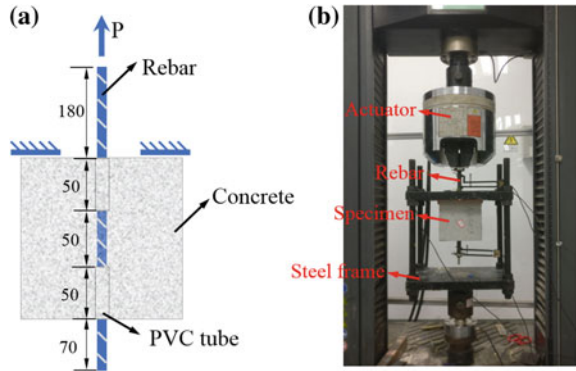 (a)
P
Rebar
180
50
Concrete
50
50
PVC tube
70
(b)
Actuator
Rebar
Specimen
Steel frame